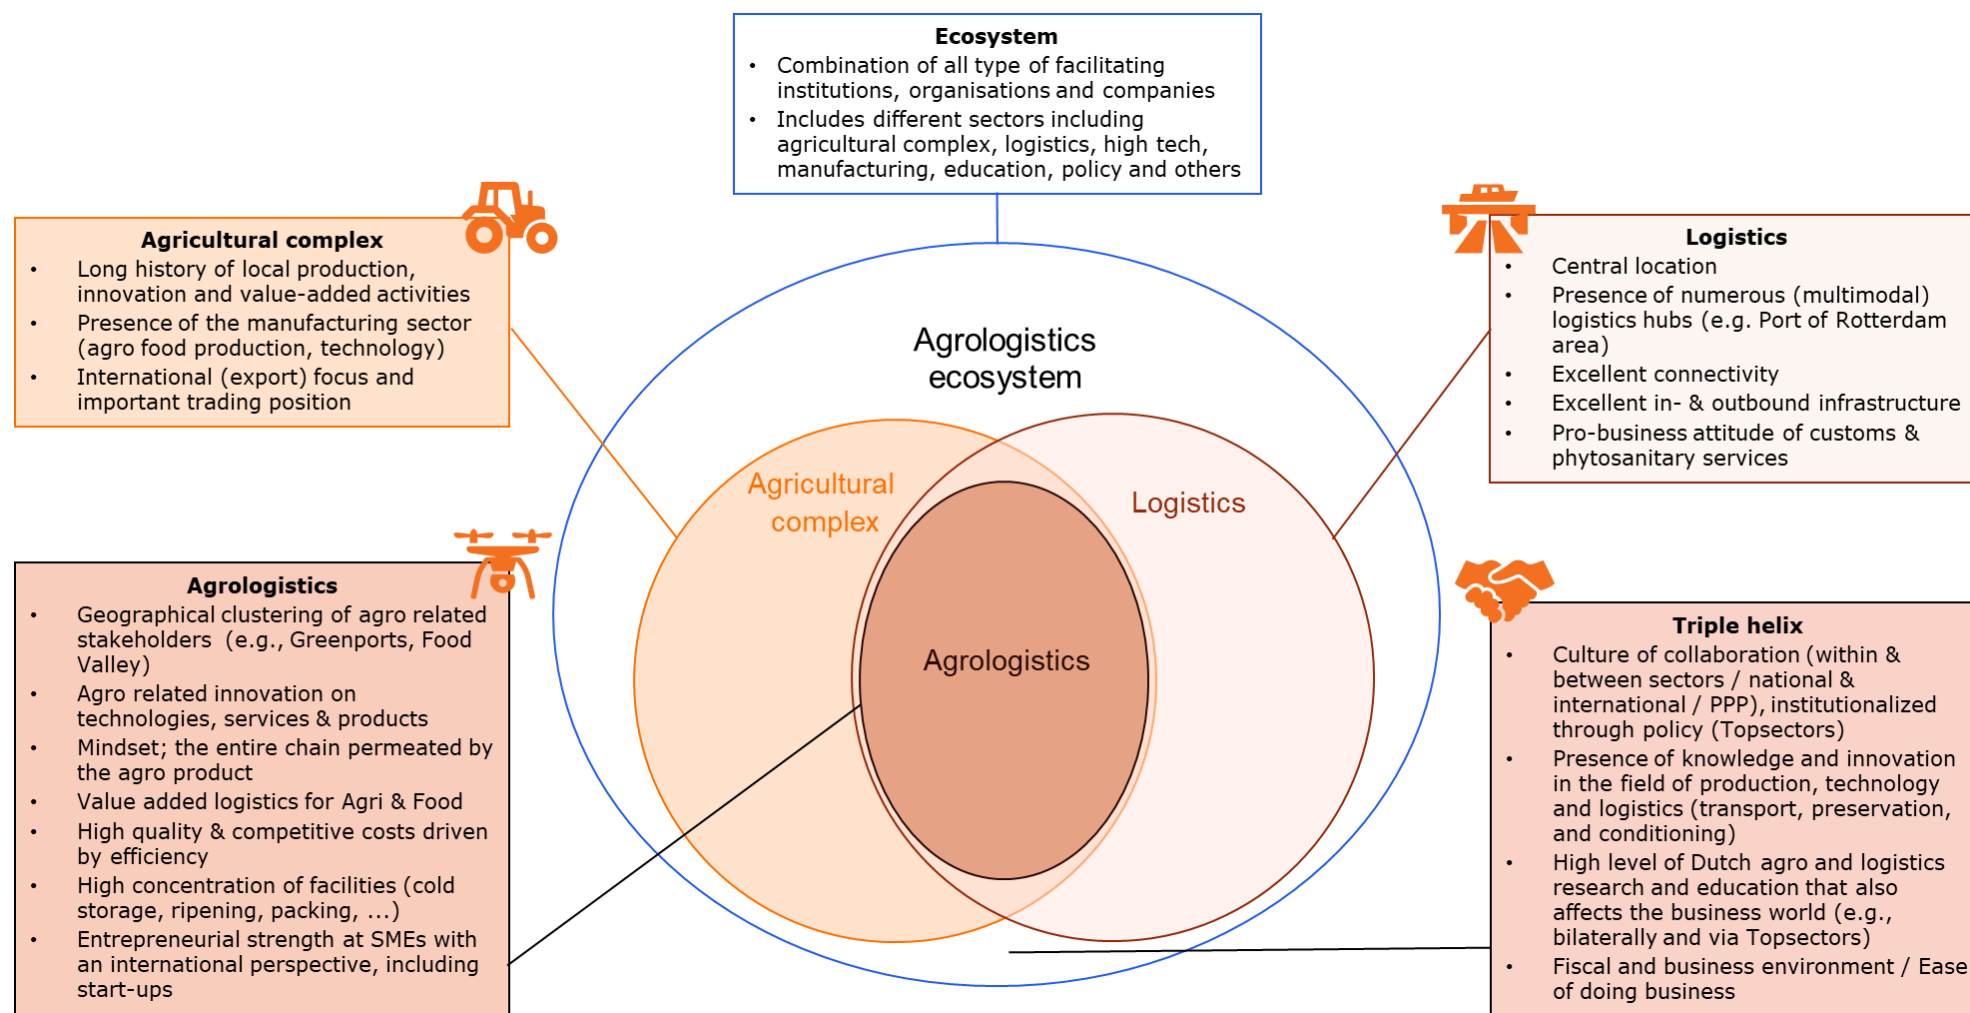 Ecosystem
• Combination of all type of facilitating
institutions, organisations and companies
• Includes different sectors including
agricultural complex, logistics, high tech,
manufacturing, education, policy and others
Agricultural complex
• Long history of local production,
innovation and value-added activities
• Presence of the manufacturing sector
(agro food production, technology)
• International (export) focus and
important trading position
Logistics
• Central location
• Presence of numerous (multimodal)
logistics hubs (e.g. Port of Rotterdam
area)
• Excellent connectivity
• Excellent in- & outbound infrastructure
• Pro-business attitude of customs &
phytosanitary services
Agrologistics
ecosystem
Agricultural
complex
Logistics
Agrologistics
Agrologistics
• Geographical clustering of agro related
stakeholders (e.g., Greenports, Food
Valley)
• Agro related innovation on
technologies, services & products
• Mindset; the entire chain permeated by
the agro product
• Value added logistics for Agri & Food
• High quality & competitive costs driven
by efficiency
• High concentration of facilities (cold
storage, ripening, packing, ...)
• Entrepreneurial strength at SMEs with
an international perspective, including
start-ups
Triple helix
• Culture of collaboration (within &
between sectors / national &
international / PPP), institutionalized
through policy (Topsectors)
• Presence of knowledge and innovation
in the field of production, technology
and logistics (transport, preservation,
and conditioning)
• High level of Dutch agro and logistics
research and education that also
affects the business world (e.g.,
bilaterally and via Topsectors)
• Fiscal and business environment / Ease
of doing business